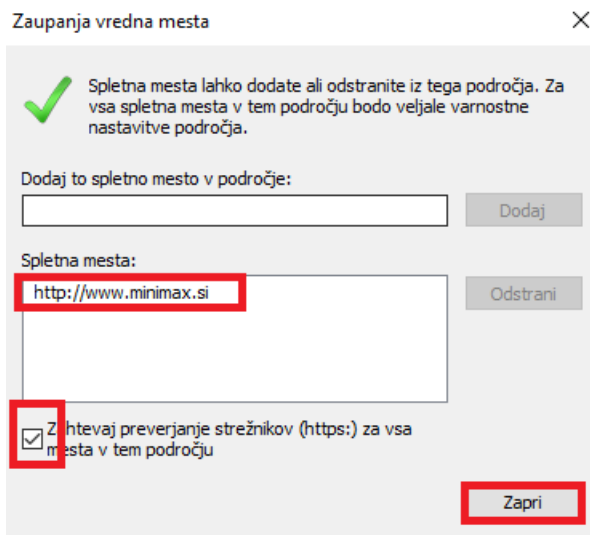 Zaupanja vredna mesta
Spletna mesta lahko dodate ali odstranite iz tega področja. Za
vsa spletna mesta v tem področju bodo veljale varnostne
nastavitve področja.
Dodaj to spletno mesto v področje:
Dodaj
Spletna mesta:
http://www.minimax.si
Odstrani
Zahtevaj preverjanje strežnikov (https:) za vsa
mesta v tem področju
Zapri